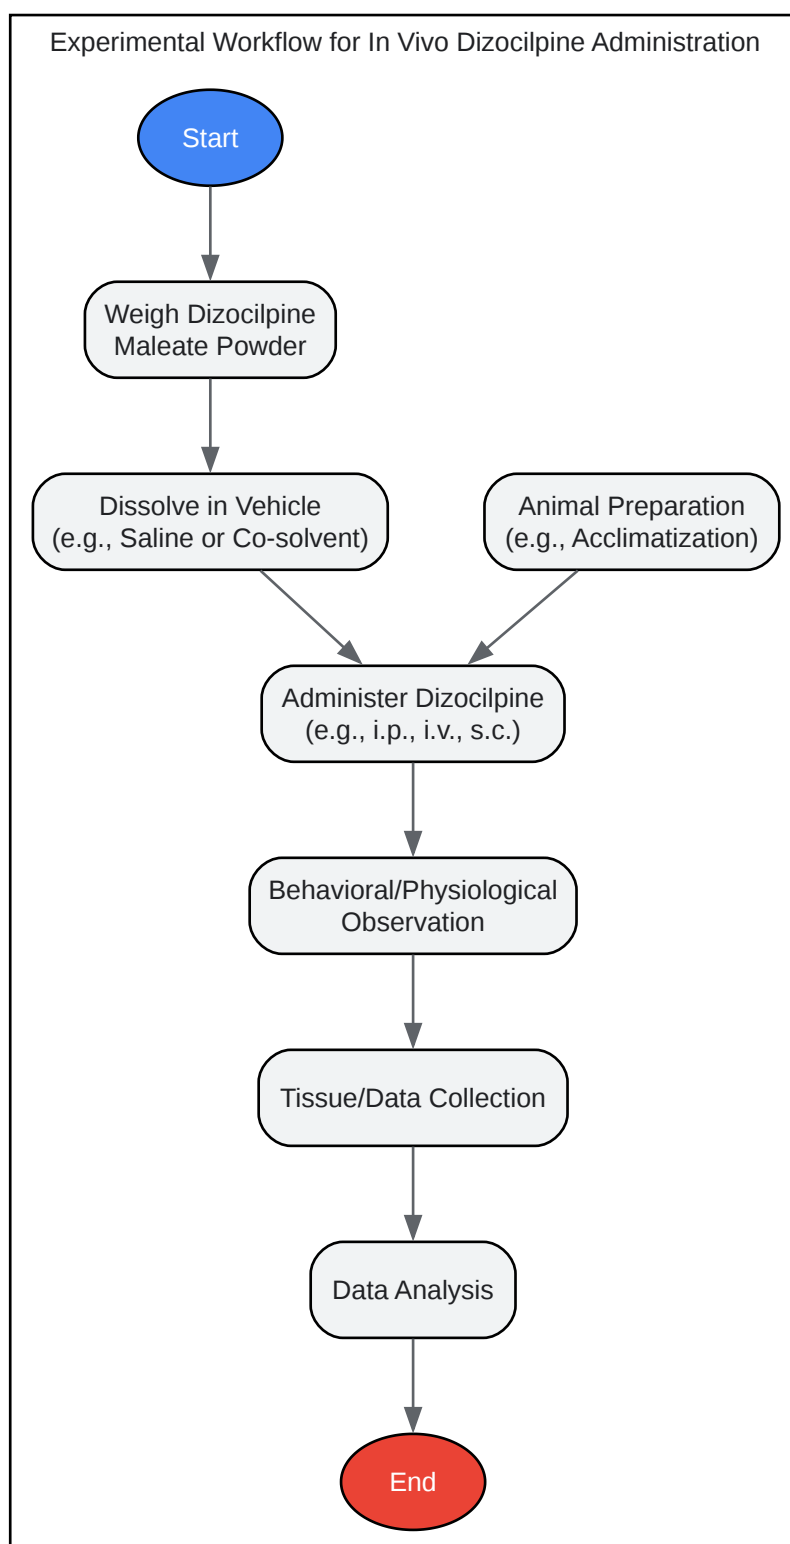 Experimental Workflow for In Vivo Dizocilpine Administration
Start
Weigh Dizocilpine
Maleate Powder
Dissolve in Vehicle
(e.g., Saline or Co-solvent)
Animal Preparation
(e.g., Acclimatization)
Administer Dizocilpine
(e.g., i.p., i.v., s.c.)
Behavioral/Physiological
Observation
Tissue/Data Collection
Data Analysis
End